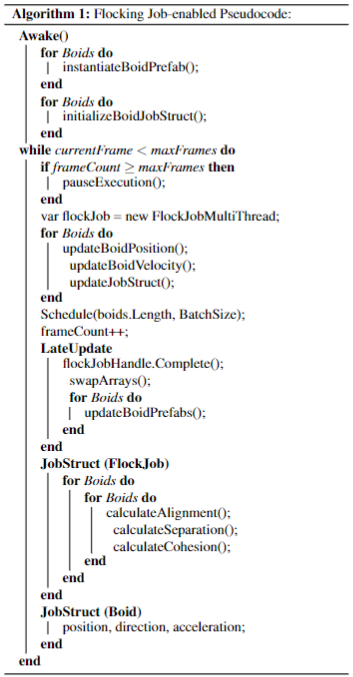 Algorithm 1: Flocking Job-enabled Pseudocode:
Awake()
for Boids do
instantiateBoidPrefab();
end
for Boids do
initializeBoidJobStruct();
end
while currentFrame < maxFrames do
if frameCount ≥ maxFrames then
pauseExecution();
end
var flockJob = new FlockJobMultiThread;
for Boids do
updateBoidPosition();
updateBoidVelocity();
updateJobStruct();
end
Schedule(boids.Length, BatchSize);
frameCount++;
LateUpdate
flockJobHandle.Complete();
swapArrays();
for Boids do
updateBoidPrefabs();
end
end
JobStruct (FlockJob)
for Boids do
for Boids do
calculateAlignment();
calculateSeparation();
calculateCohesion();
end
end
end
JobStruct (Boid)
position, direction, acceleration;
end
end